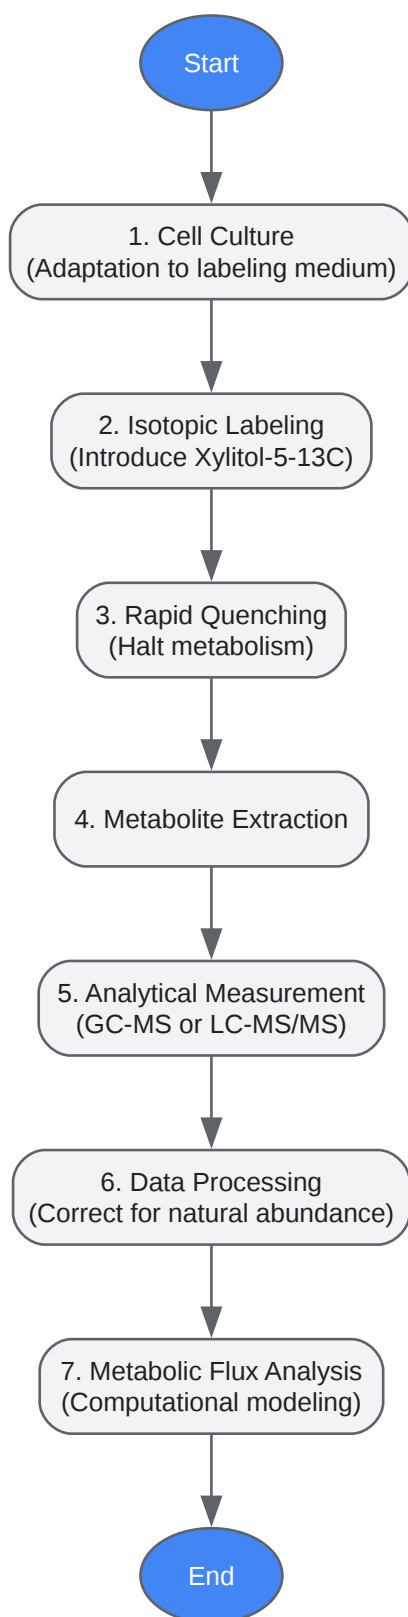 Start
1. Cell Culture
(Adaptation to labeling medium)
2. Isotopic Labeling
(Introduce Xylitol-5-13C)
3. Rapid Quenching
(Halt metabolism)
4. Metabolite Extraction
5. Analytical Measurement
(GC-MS or LC-MS/MS)
6. Data Processing
(Correct for natural abundance)
7. Metabolic Flux Analysis
(Computational modeling)
End